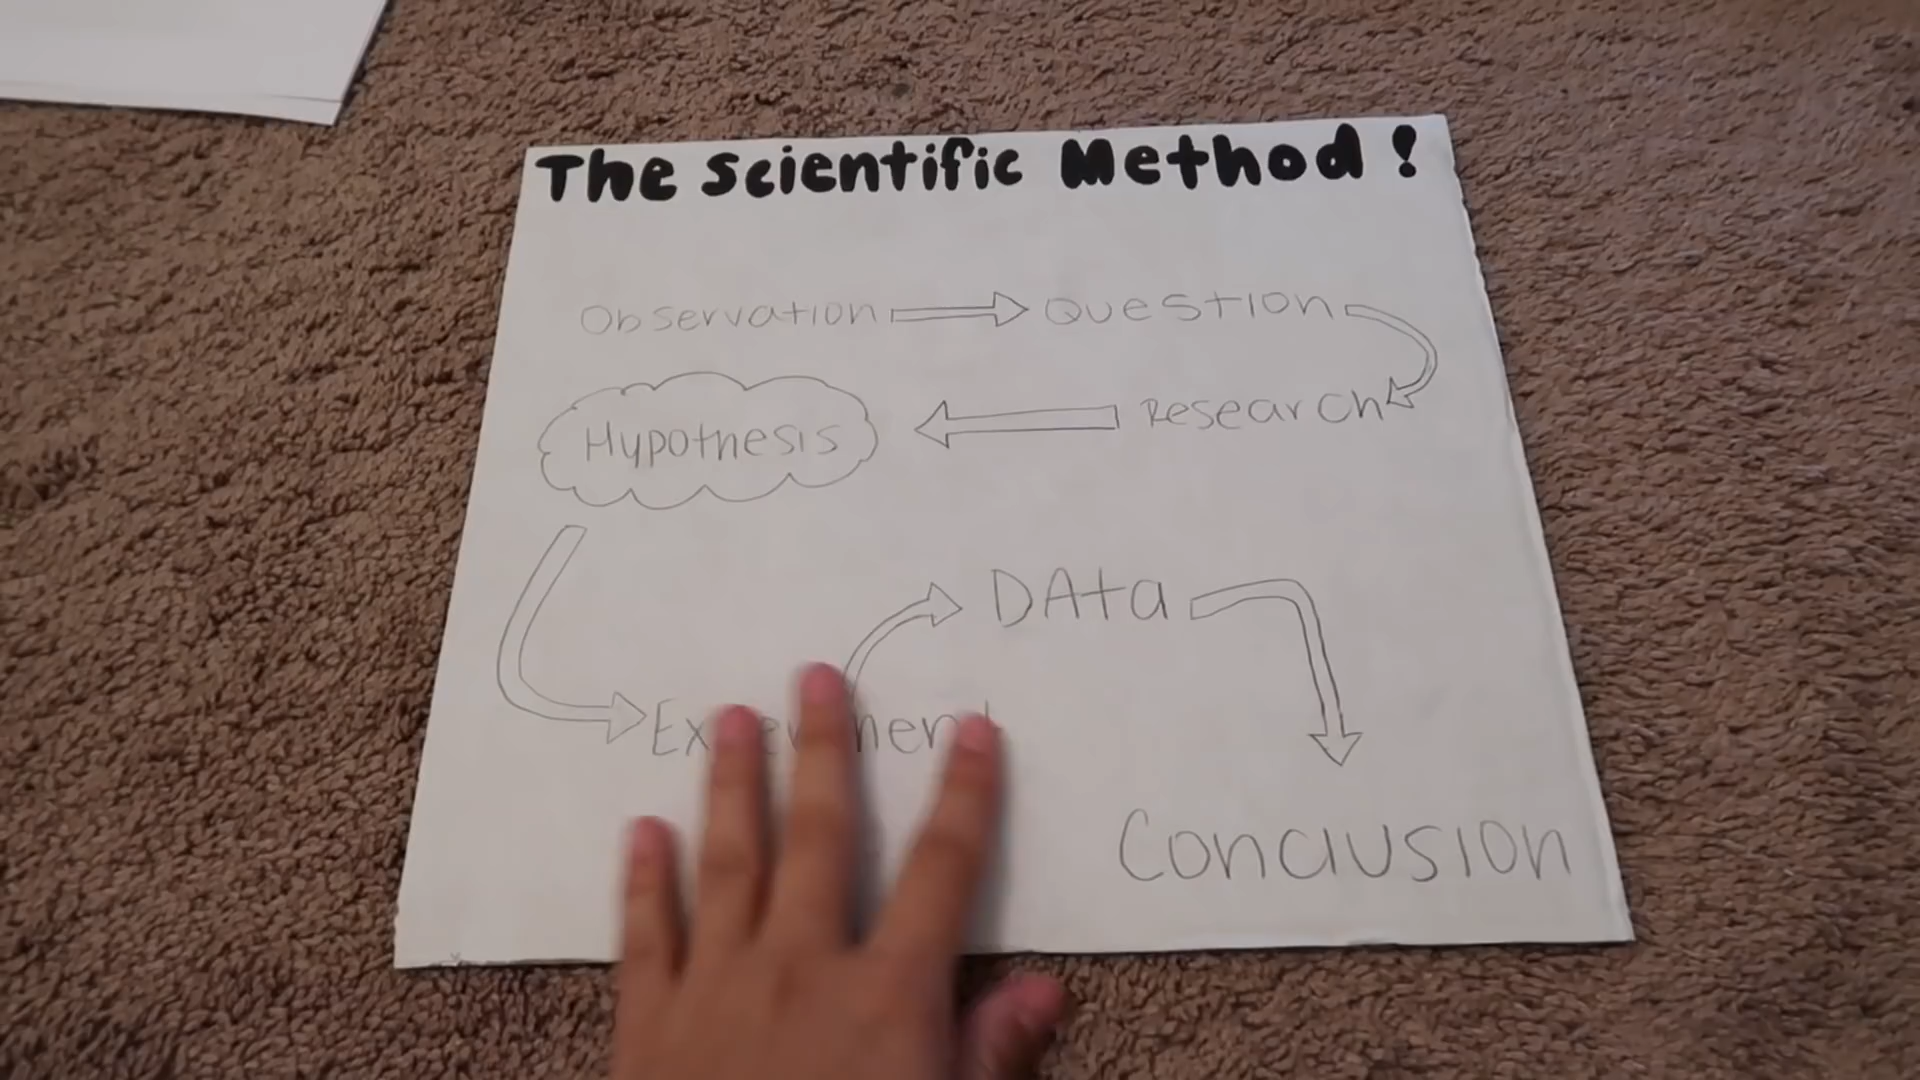 The Scientific Method!
Observation Question
Research
Hypothesis
DAta
Conclusion